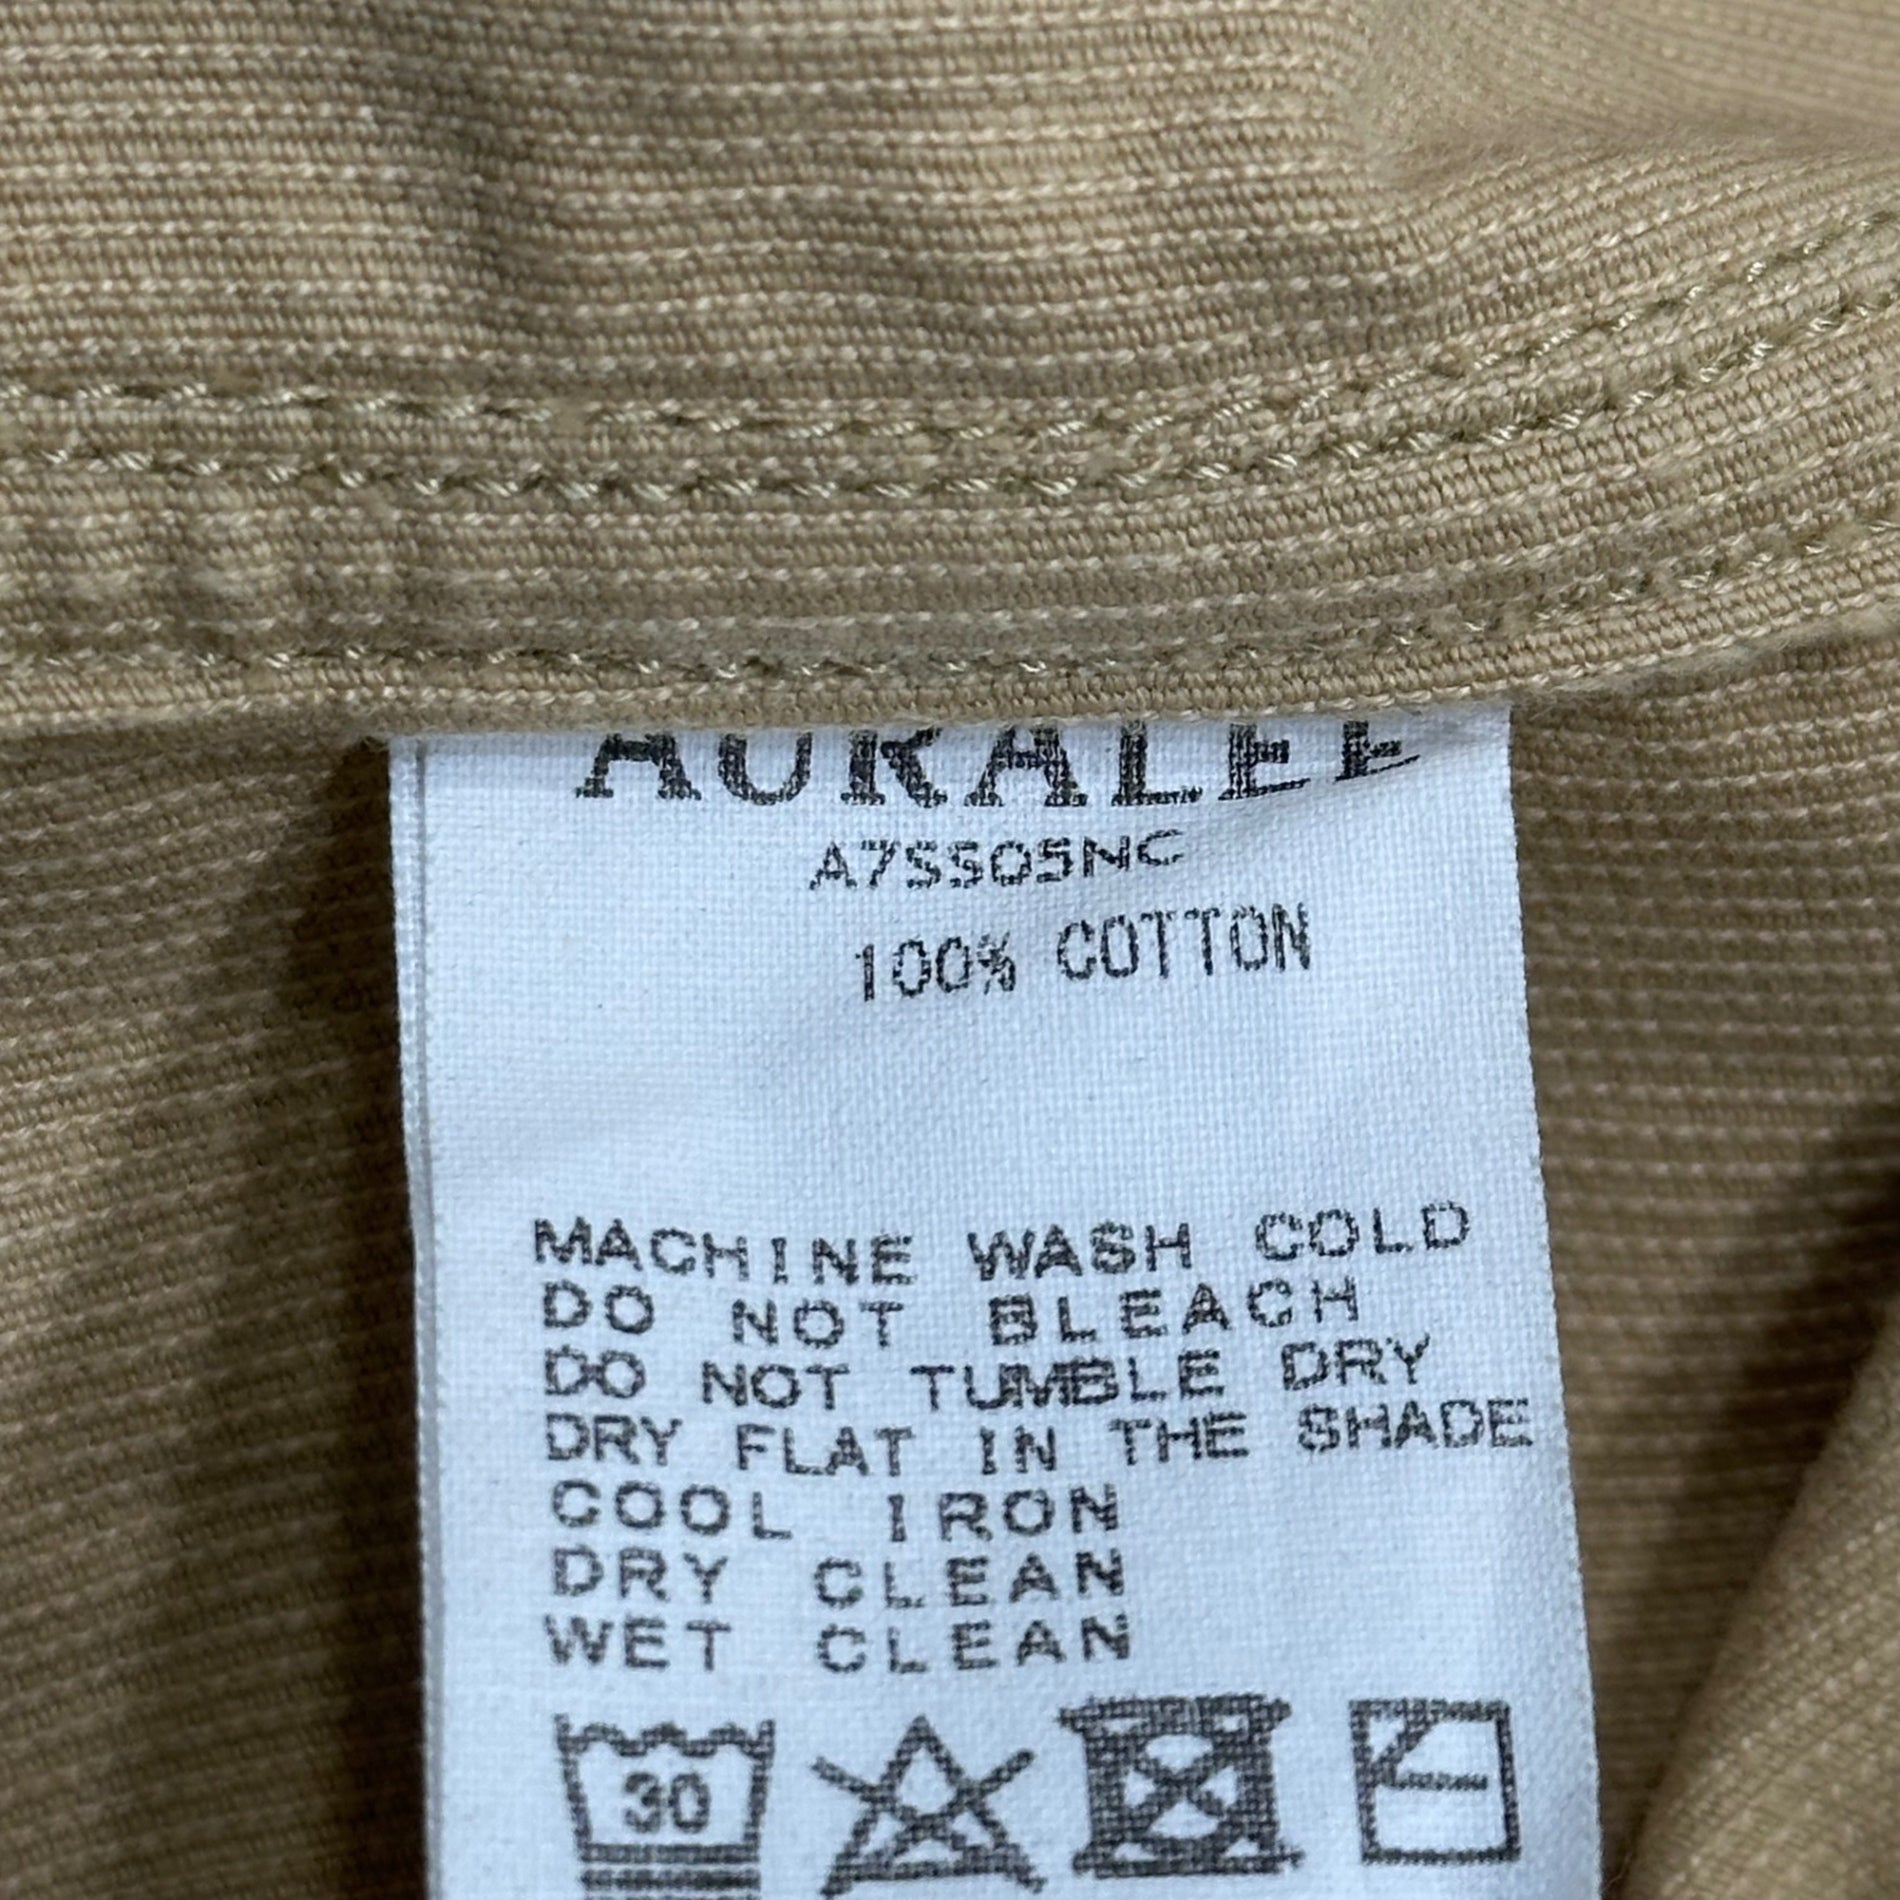 AURALEE
A7SS05NC
100% COTTON
MACHINE WASH COLD
DO NOT BLEACH
DO NOT TUMBLE DRY
DRY FLAT IN THE SHADE
COOL IRON
DRY CLEAN
WET CLEAN
30